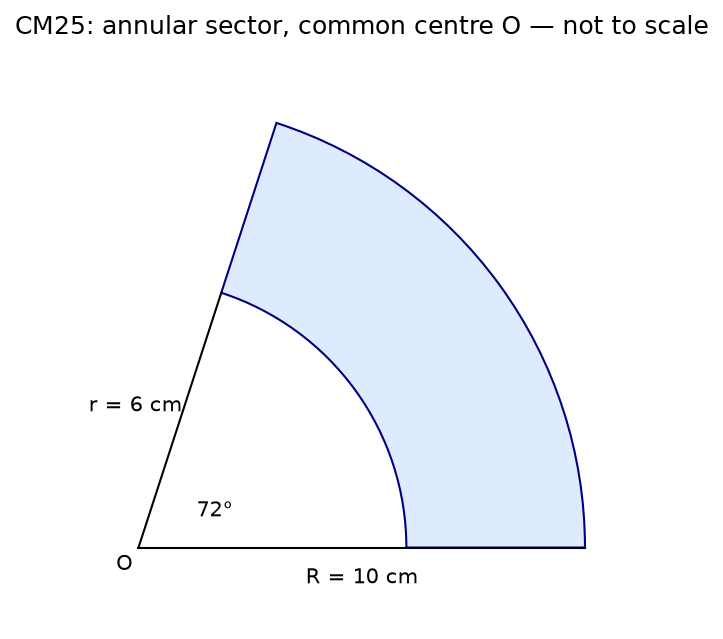 CM25: annular sector, common centre O — not to scale
r = 6 cm
72°
O
R = 10 cm